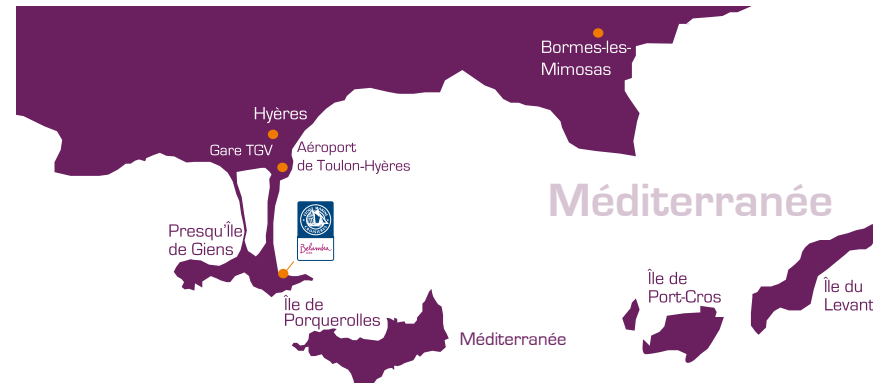 Bormes-les-
Mimosas
Hyères
Gare TGV
Aéroport
de Toulon-Hyères
Méditerranée
Presqu'Île
de Giens
Belambra
Île de
Porquerolles
Méditerranée
Île de
Port-Cros
Île du
Levant